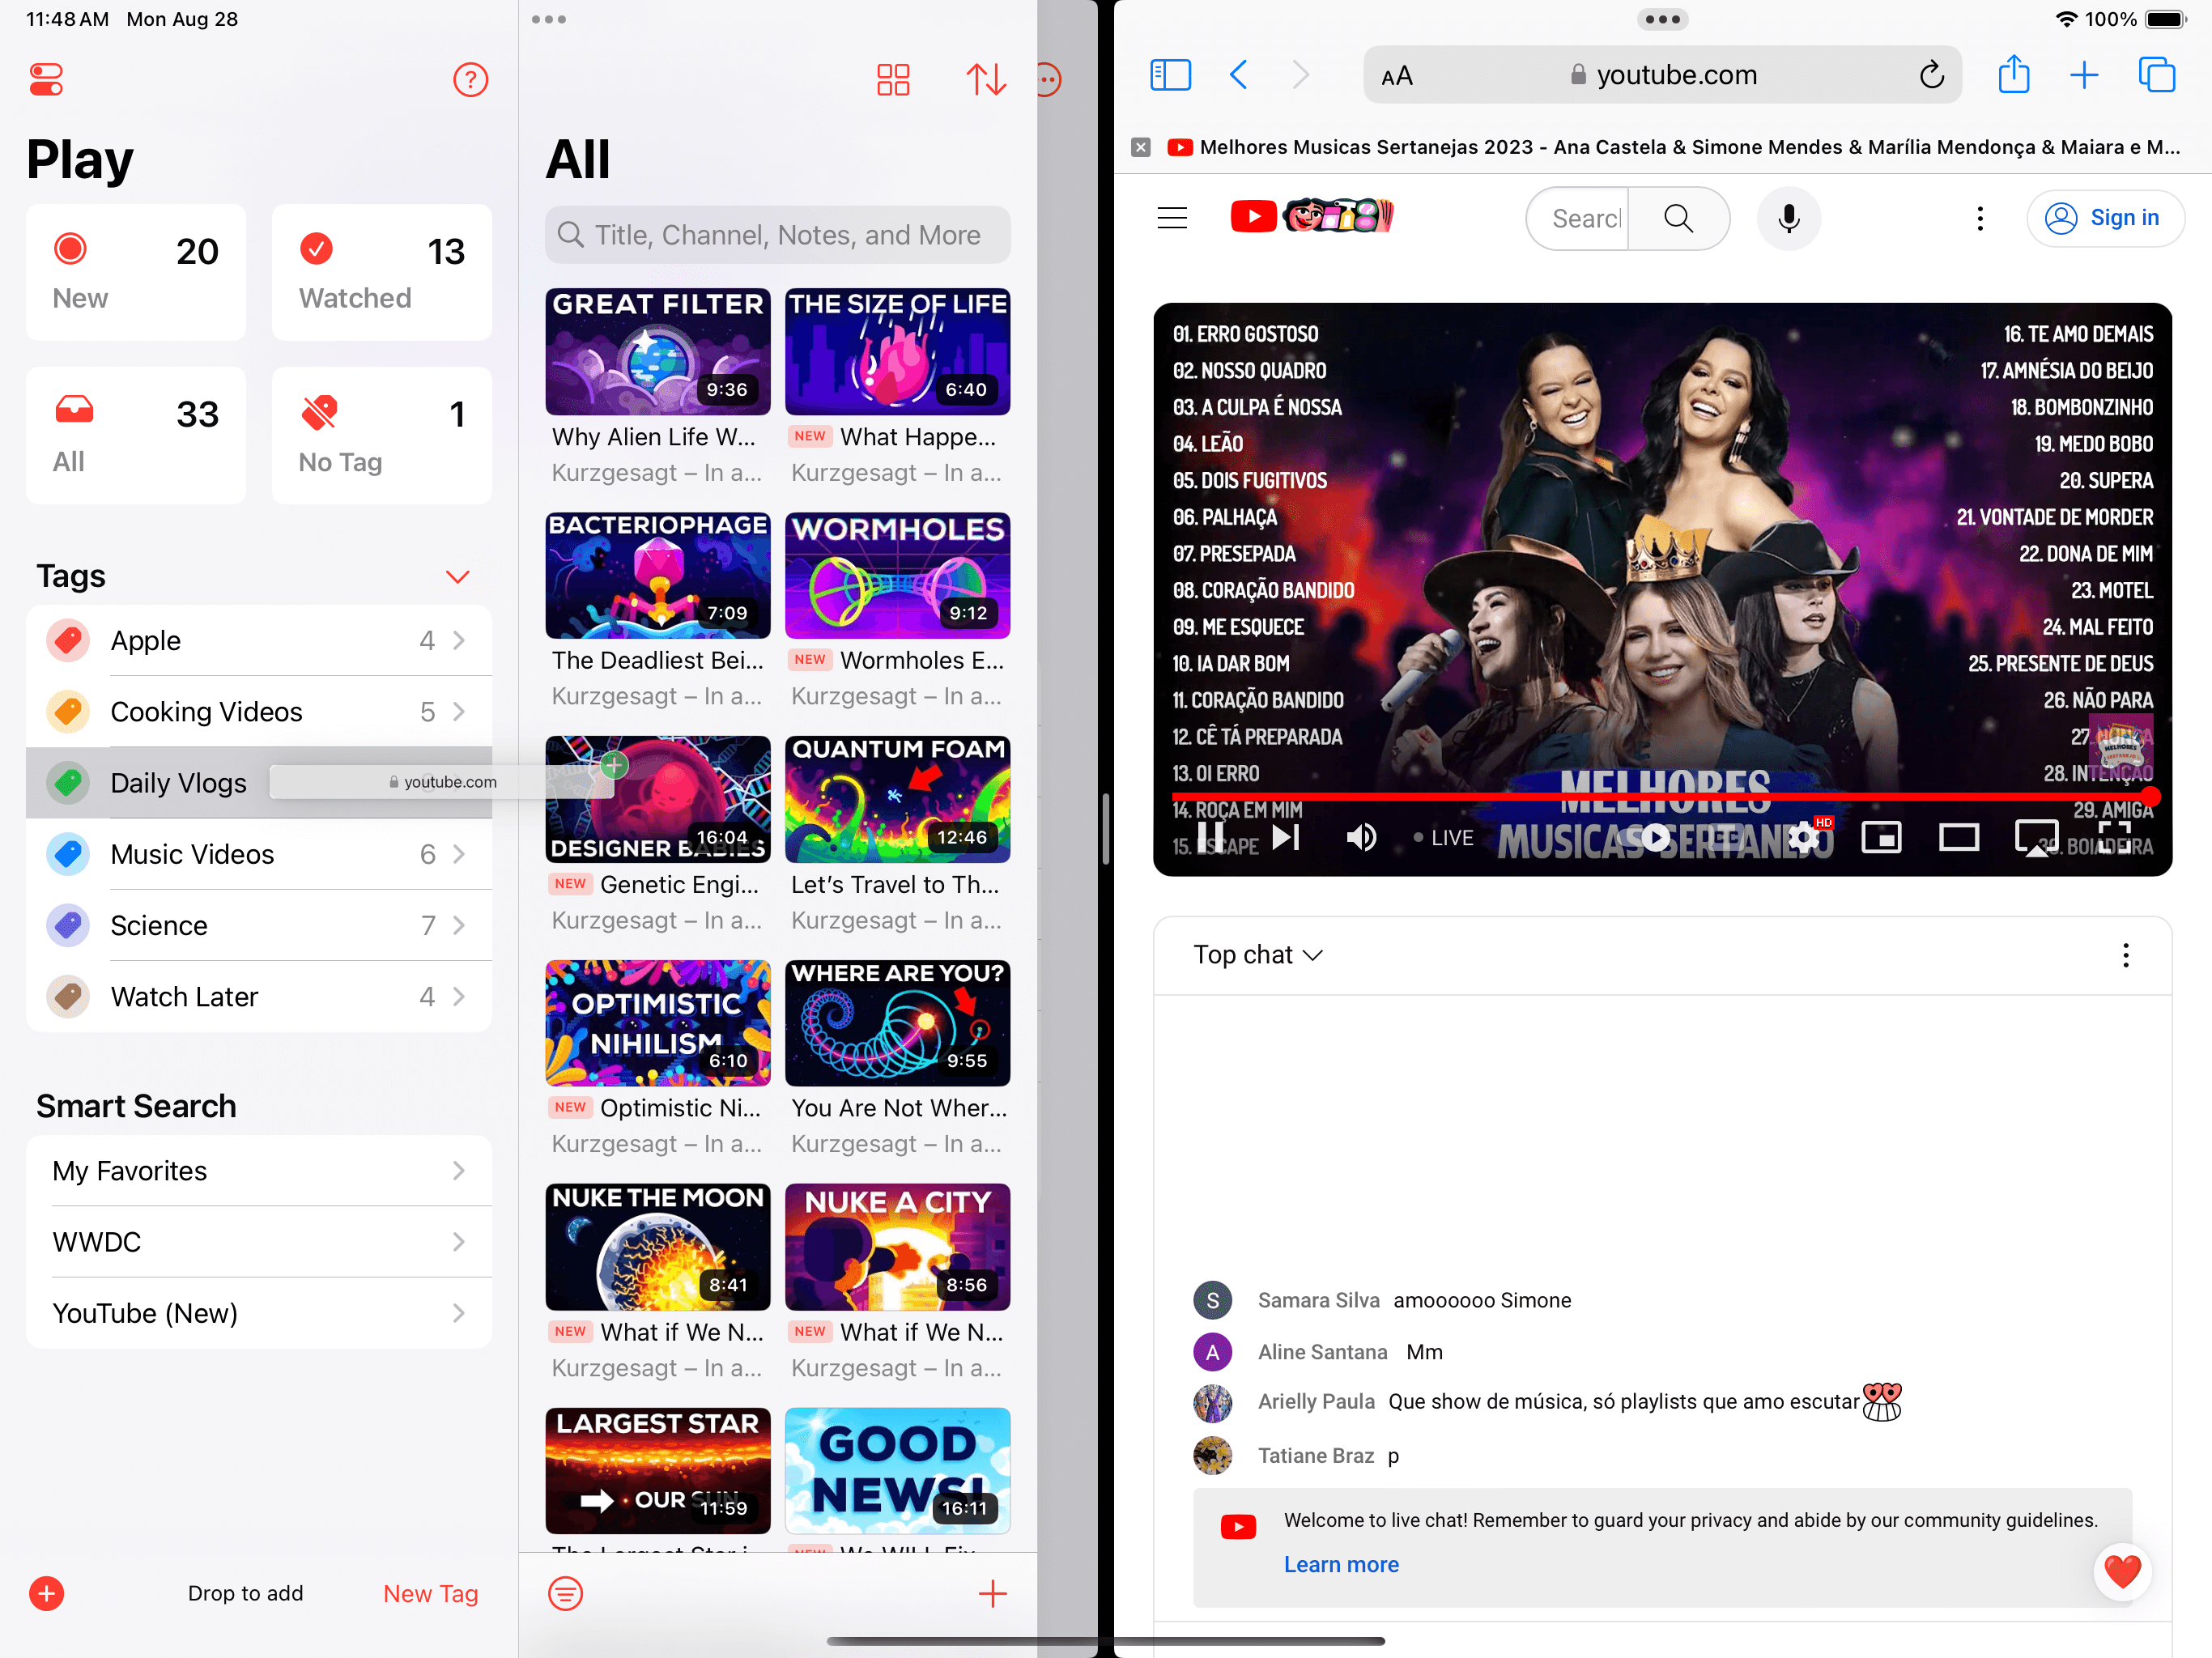 11:48 AM Mon Aug 28
Play
20
New
13
Watched
33
All
1
No Tag
Tags
Apple 4
Cooking Videos 5
Daily Vlogs
youtube.com
Music Videos 6
Science 7
Watch Later 4
Smart Search
My Favorites
WWDC
YouTube (New)
Drop to add
New Tag
All
Title, Channel, Notes, and More
GREAT FILTER
9:36
Why Alien Life W...
Kurzgesagt – In a...
THE SIZE OF LIFE
6:40
NEW What Happe...
Kurzgesagt – In a...
BACTERIOPHAGE
7:09
The Deadliest Bei...
Kurzgesagt – In a...
WORMHOLES
9:12
NEW Wormholes E...
Kurzgesagt – In a...
16:04
DESIGNER BABIES
NEW Genetic Engi...
Kurzgesagt – In a...
QUANTUM FOAM
12:46
Let’s Travel to Th...
Kurzgesagt – In a...
OPTIMISTIC
NIHILISM
6:10
NEW Optimistic Ni...
Kurzgesagt – In a...
WHERE ARE YOU?
9:55
You Are Not Wher...
Kurzgesagt – In a...
NUKE THE MOON
8:41
NEW What if We N...
Kurzgesagt – In a...
NUKE A CITY
8:56
NEW What if We N...
Kurzgesagt – In a...
LARGEST STAR
OUR SUN
11:59
The Largest Star i
GOOD
NEWS!
16:11
NEW We WILL Fix
100%
AA youtube.com
Melhores Musicas Sertanejas 2023 - Ana Castela & Simone Mendes & Marília Mendonça & Maiara e M...
Searc
Sign in
01. ERRO GOSTOSO
02. NOSSO QUADRO
03. A CULPA É NOSSA
04. LEÃO
05. DOIS FUGITIVOS
06. PALHAÇA
07. PRESEPADA
08. CORAÇÃO BANDIDO
09. ME ESQUECE
10. IA DAR BOM
11. CORAÇÃO BANDIDO
12. CÊ TÁ PREPARADA
13. OI ERRO
14. ROÇA EM MIM
15. ESCAPE
16. TE AMO DEMAIS
17. AMNÉSIA DO BEIJO
18. BOMBONZINHO
19. MEDO BOBO
20. SUPERA
21. VONTADE DE MORDER
22. DONA DE MIM
23. MOTEL
24. MAL FEITO
25. PRESENTE DE DEUS
26. NÃO PARA
27.
28. INTENÇÃO
29. AMIGA
30. BOIADEIRA
MELHORES
MUSICAS SERTANEJO
LIVE
HD
Top chat
Samara Silva amoooooo Simone
Aline Santana Mm
Arielly Paula Que show de música, só playlists que amo escutar
Tatiane Braz p
Welcome to live chat! Remember to guard your privacy and abide by our community guidelines.
Learn more